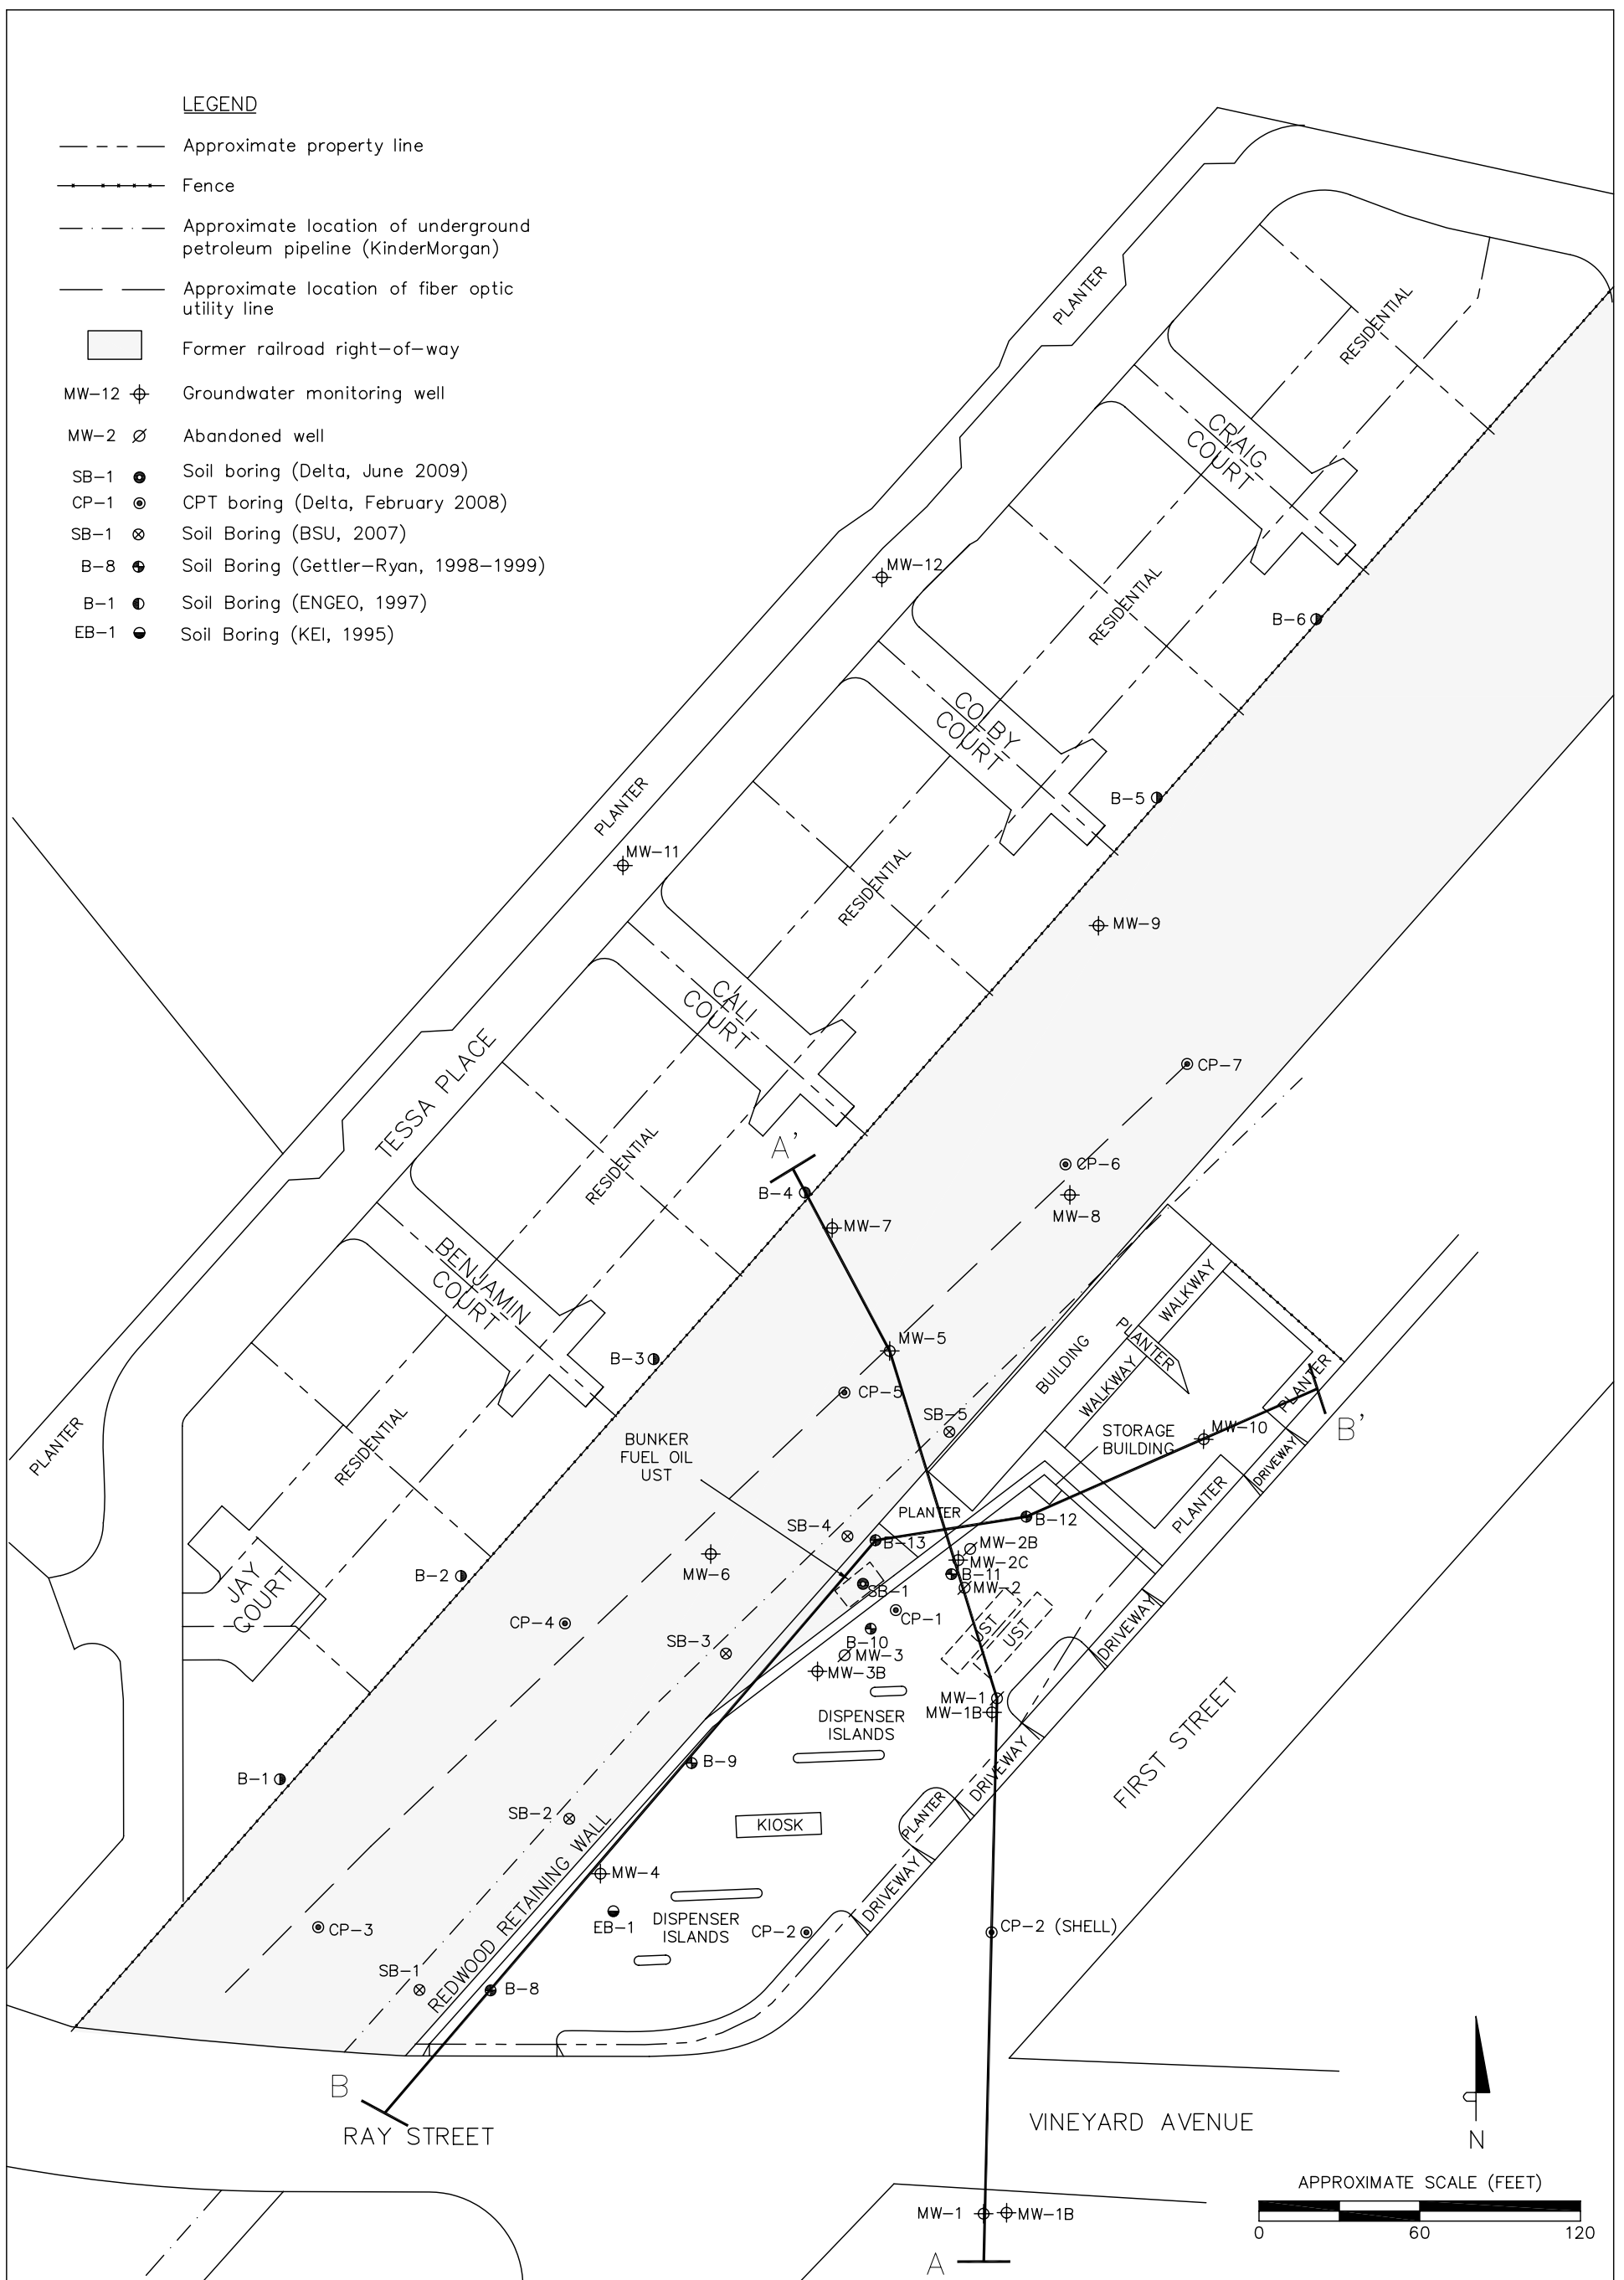 LEGEND
Approximate property line
Fence
Approximate location of underground
petroleum pipeline (KinderMorgan)
Approximate location of fiber optic
utility line
Former railroad right-of-way
MW-12 Groundwater monitoring well
MW-2 Abandoned well
SB-1 Soil boring (Delta, June 2009)
CP-1 CPT boring (Delta, February 2008)
SB-1 Soil Boring (BSU, 2007)
B-8 Soil Boring (Gettler-Ryan, 1998-1999)
B-1 Soil Boring (ENGEO, 1997)
EB-1 Soil Boring (KEI, 1995)
PLANTER
RESIDENTIAL
CRAIG
COURT
MW-12
RESIDENTIAL
B-6
COLBY
COURT
PLANTER
B-5
MW-11
RESIDENTIAL
MW-9
CALI
COURT
TESSA PLACE
CP-7
A'
RESIDENTIAL
CP-6
B-4
MW-7
MW-8
BENJAMIN
COURT
WALKWAY
MW-5
PLANTER
BUILDING
B-3
WALKWAY
PLANTER
CP-5
SB-5
PLANTER
RESIDENTIAL
BUNKER
FUEL OIL
UST
STORAGE
BUILDING
MW-10
B'
DRIVEWAY
PLANTER
PLANTER
B-12
SB-4
B-13
MW-2B
MW-6
MW-2C
B-11
B-2
SB-1
MW-2
JAY
COURT
CP-1
CP-4
UST
UST
DRIVEWAY
SB-3
B-10
MW-3
MW-3B
MW-1
MW-1B
DISPENSER
ISLANDS
FIRST STREET
B-9
B-1
DRIVEWAY
SB-2
PLANTER
KIOSK
REDWOOD RETAINING WALL
MW-4
DRIVEWAY
CP-3
EB-1
DISPENSER
ISLANDS
CP-2
CP-2 (SHELL)
SB-1
B-8
B
RAY STREET
VINEYARD AVENUE
N
APPROXIMATE SCALE (FEET)
0 60 120
MW-1
MW-1B
A